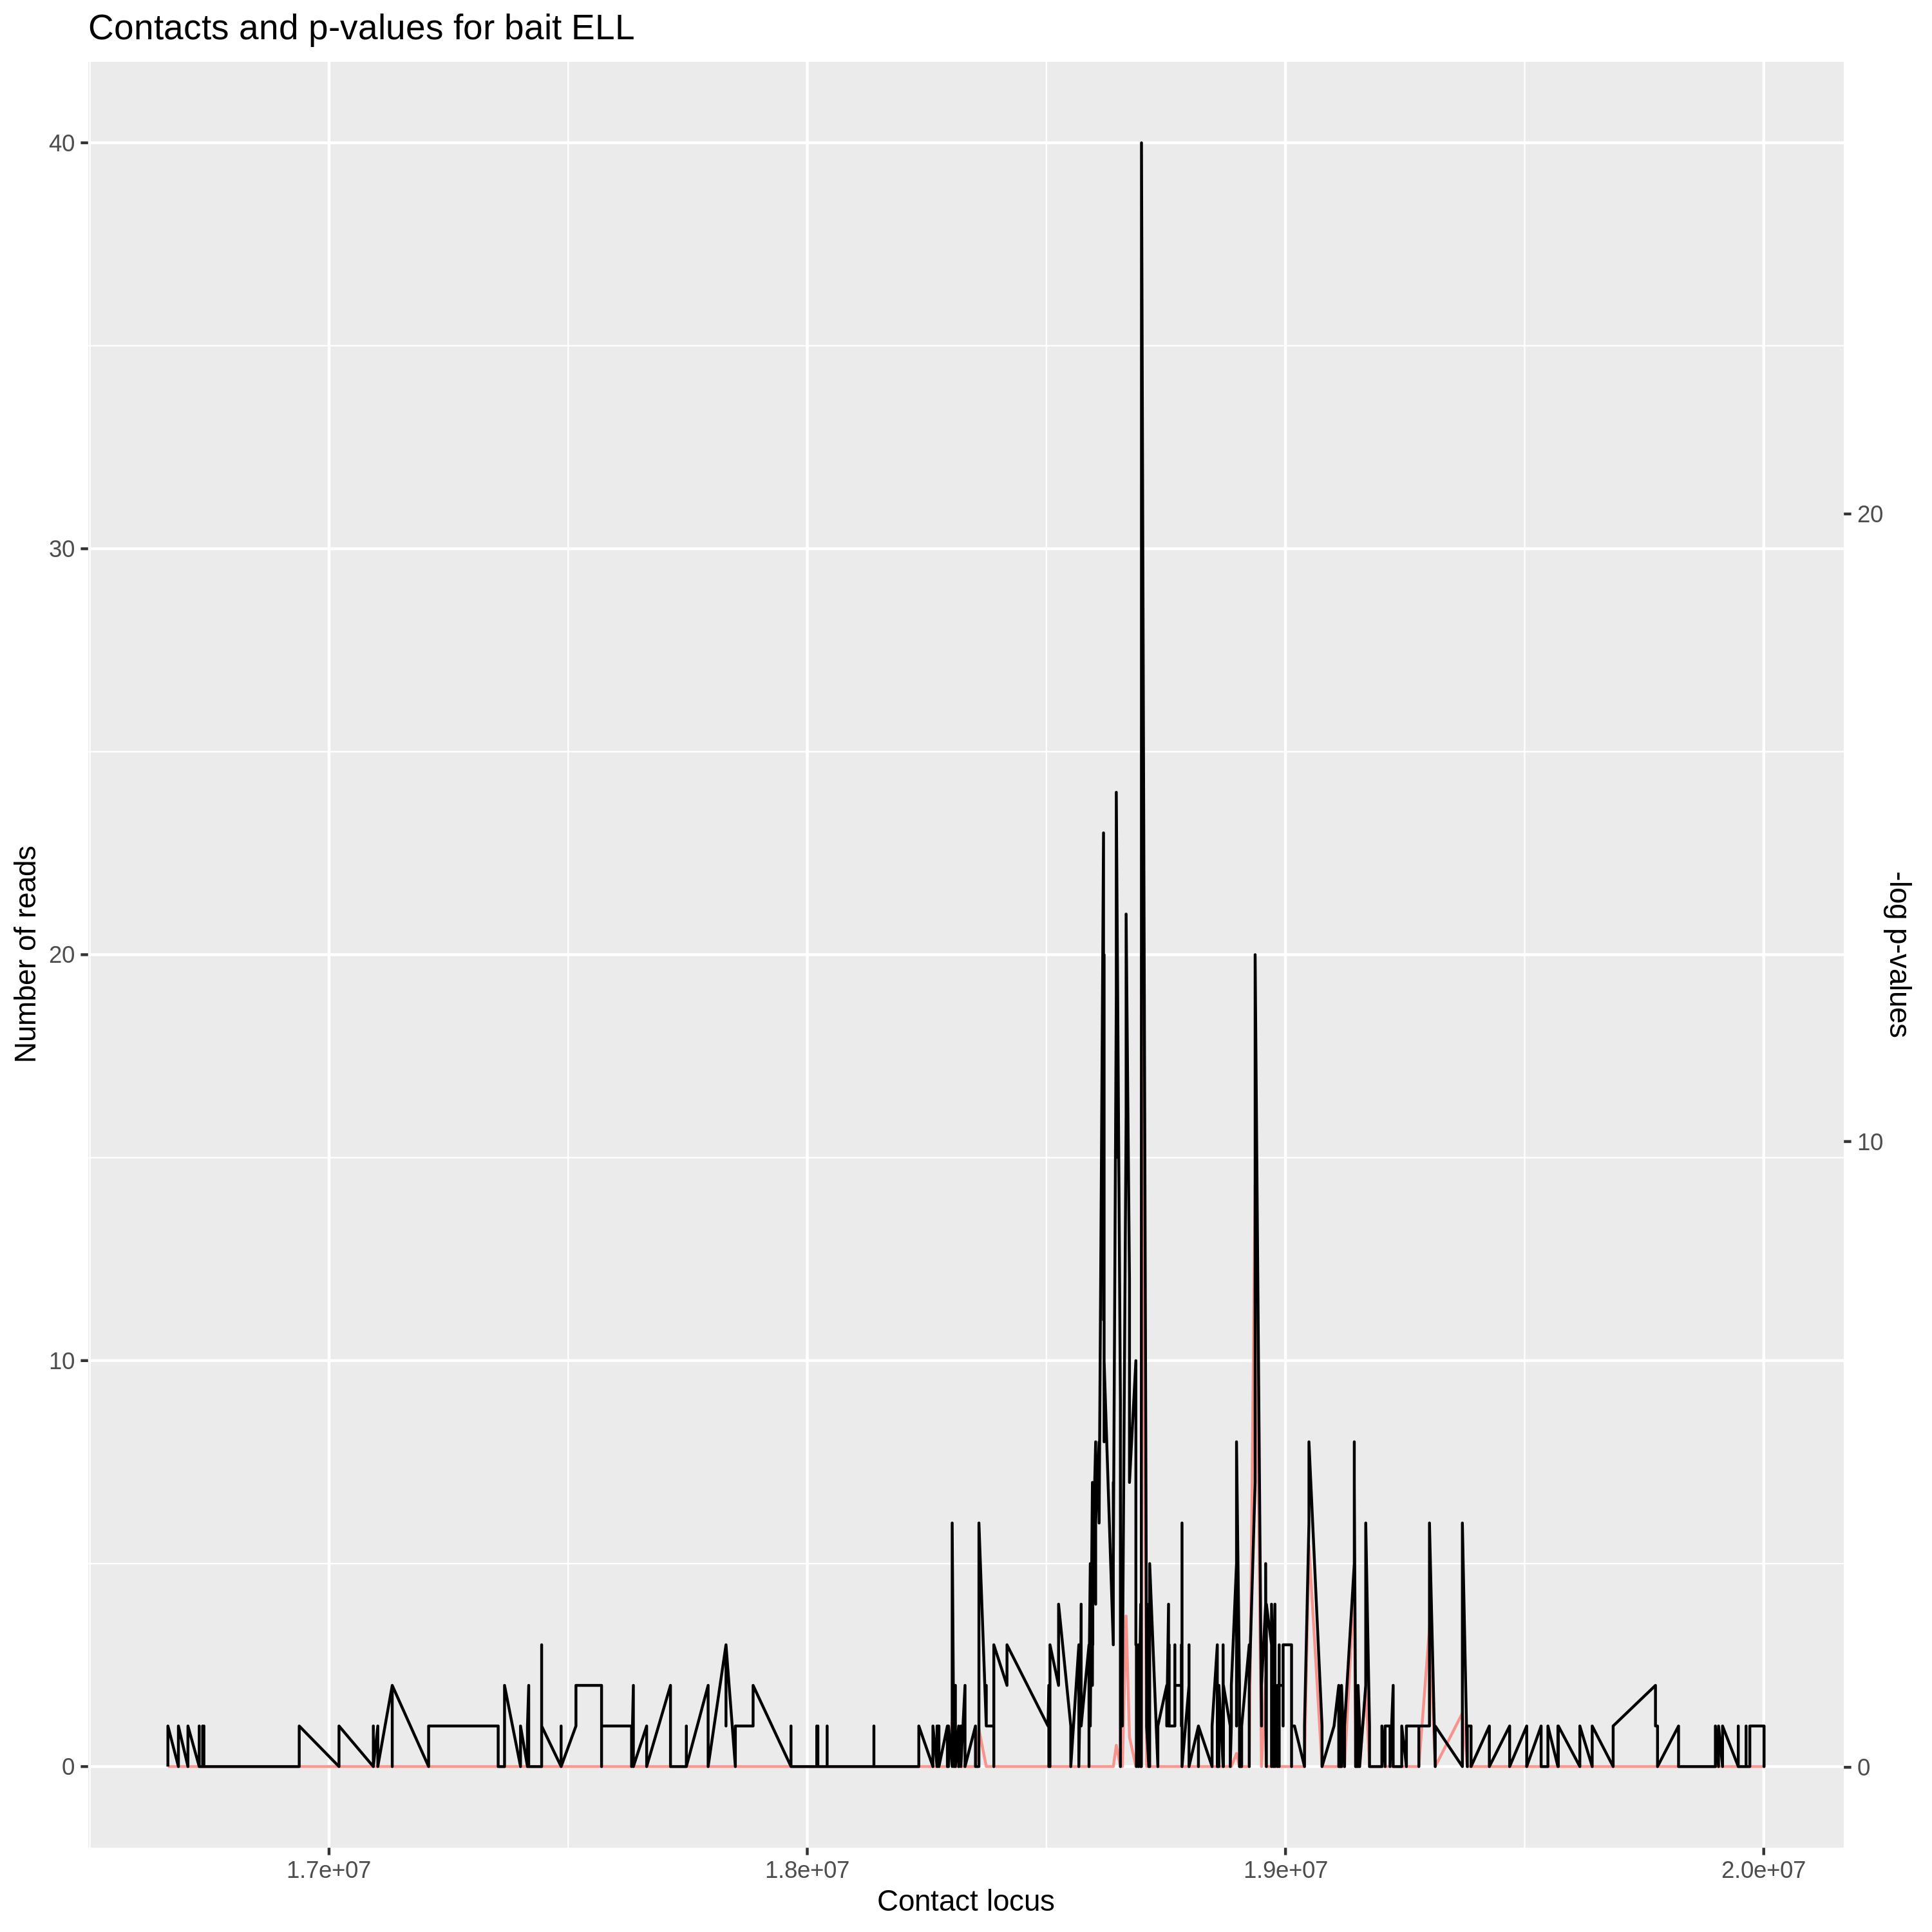 Contacts and p-values for bait ELL
40
30
20
10
0
Number of reads
20
10
0
-log p-values
1.7e+07
1.8e+07
1.9e+07
2.0e+07
Contact locus